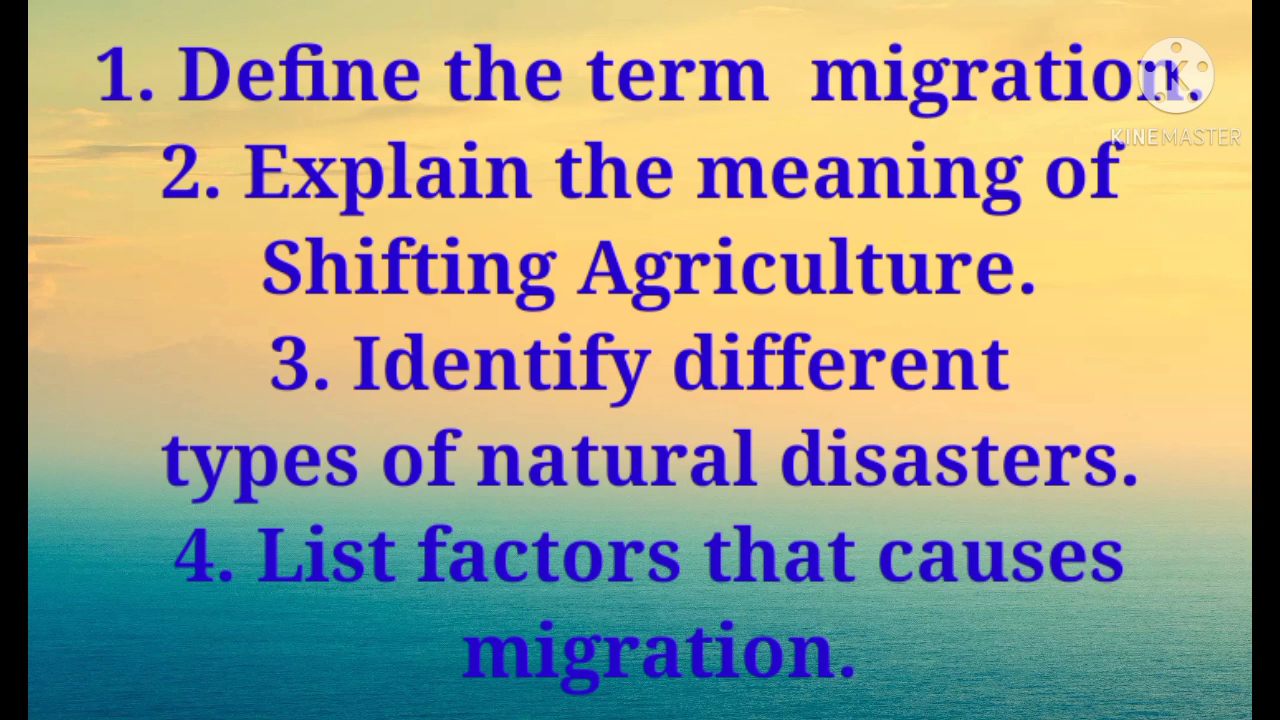 1. Define the term  migration.
2. Explain the meaning of
Shifting Agriculture.
3. Identify different
types of natural disasters.
4. List factors that causes
migration.
K
KINEMASTER